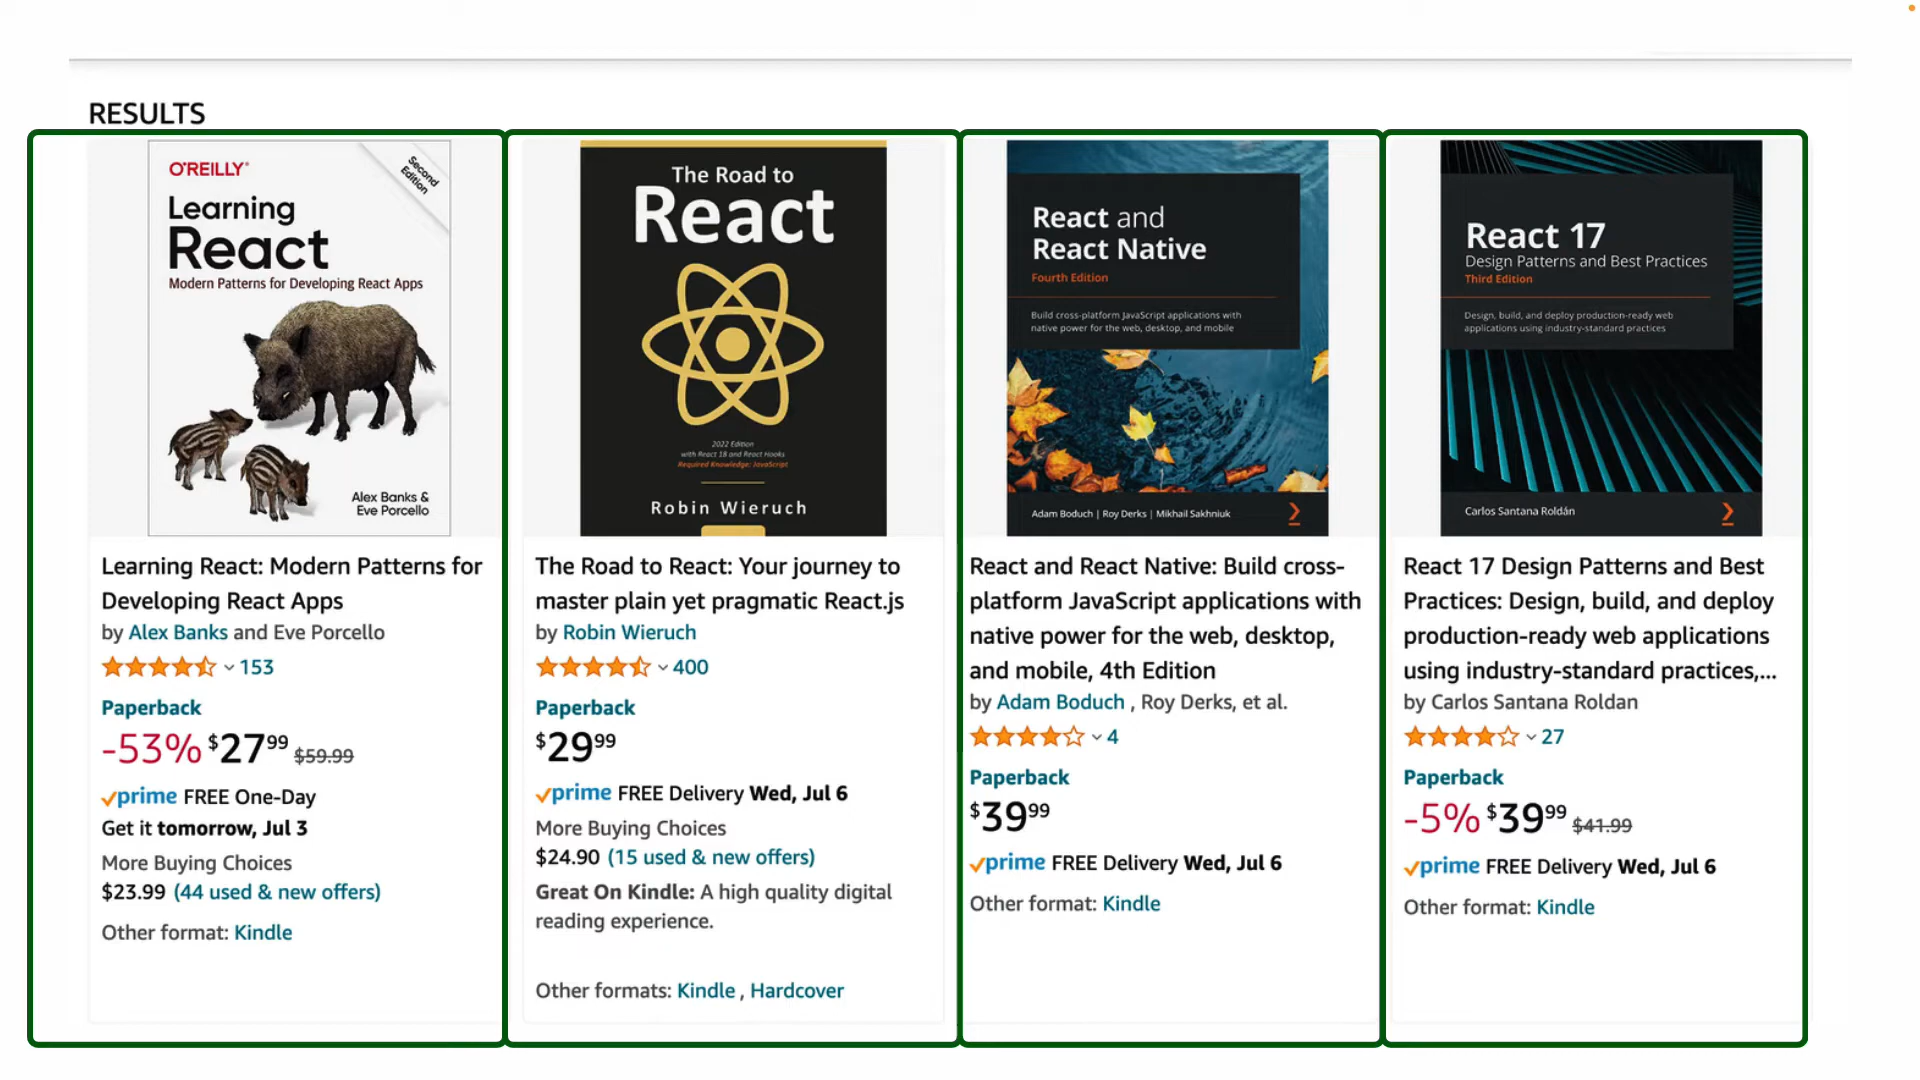 RESULTS
O'REILLY®
Second
Edition
Learning
React
Modern Patterns for Developing React Apps
Alex Banks &
Eve Porcello
Learning React: Modern Patterns for
Developing React Apps
by Alex Banks and Eve Porcello
153
Paperback
-53% $27 99 $59.99
prime FREE One-Day
Get it tomorrow, Jul 3
More Buying Choices
$23.99 (44 used & new offers)
Other format: Kindle
The Road to
React
2022 Edition
with React 18 and React Hooks
Required Knowledge: JavaScript
Robin Wieruch
The Road to React: Your journey to
master plain yet pragmatic React.js
by Robin Wieruch
400
Paperback
$29 99
prime FREE Delivery Wed, Jul 6
More Buying Choices
$24.90 (15 used & new offers)
Great On Kindle: A high quality digital
reading experience.
Other formats: Kindle , Hardcover
React and
React Native
Fourth Edition
Build cross-platform JavaScript applications with
native power for the web, desktop, and mobile
Adam Boduch | Roy Derks | Mikhail Sakhniuk
React and React Native: Build cross-
platform JavaScript applications with
native power for the web, desktop,
and mobile, 4th Edition
by Adam Boduch , Roy Derks, et al.
4
Paperback
$39 99
prime FREE Delivery Wed, Jul 6
Other format: Kindle
React 17
Design Patterns and Best Practices
Third Edition
Design, build, and deploy production-ready web
applications using industry-standard practices
Carlos Santana Roldán
React 17 Design Patterns and Best
Practices: Design, build, and deploy
production-ready web applications
using industry-standard practices,...
by Carlos Santana Roldan
27
Paperback
-5% $39 99 $41.99
prime FREE Delivery Wed, Jul 6
Other format: Kindle